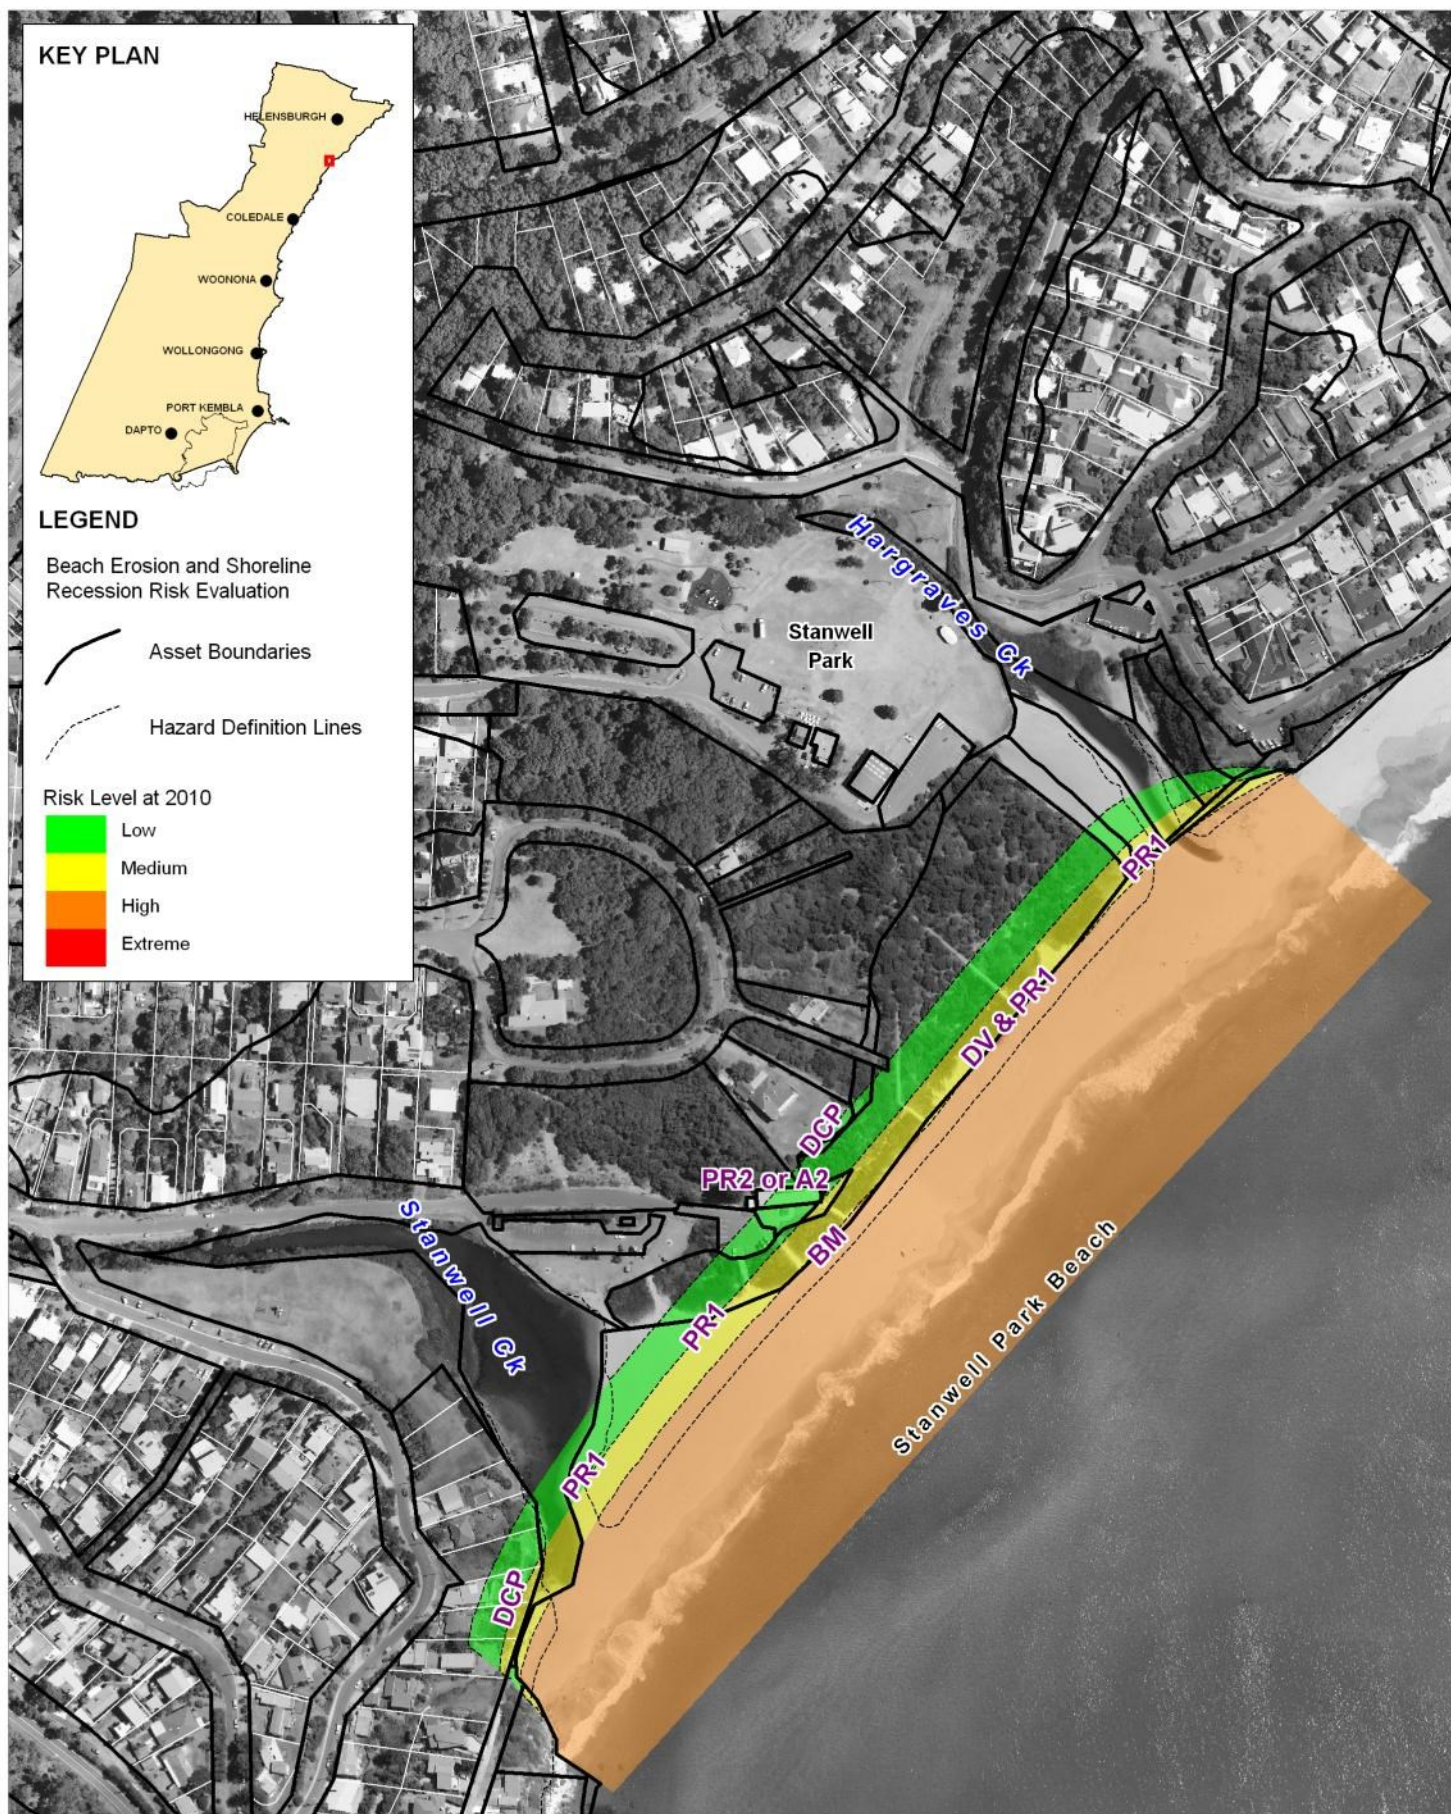 KEY PLAN
HELENSBURGH
COLEDALE
WOONONA
WOLLONGONG
PORT KEMBLA
DAPTO
LEGEND
Beach Erosion and Shoreline
Recession Risk Evaluation
Asset Boundaries
Hazard Definition Lines
Risk Level at 2010
Low
Medium
High
Extreme
Hargraves Ck
Stanwell
Park
PR1
DV & PR1
DCP
PR2 or A2
BM
Stanwell Ck
PR1
Stanwell Park Beach
PR1
DCP